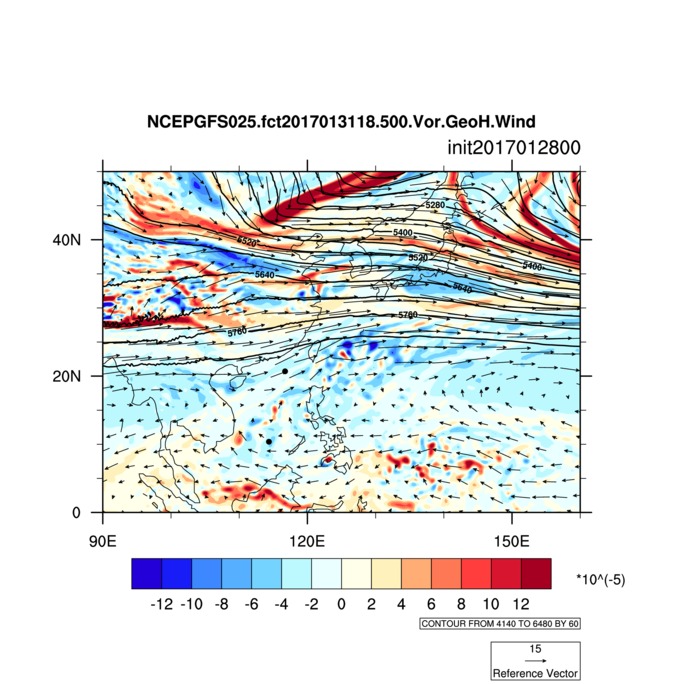 NCEPGFS025.fct2017013118.500.Vor.GeoH.Wind
init2017012800
5280
40N
5400
5520
5520
5400
5640
5640
5760
5760
20N
0
90E 120E 150E
*10^(-5)
-12 -10 -8 -6 -4 -2 0 2 4 6 8 10 12
CONTOUR FROM 4140 TO 6480 BY 60
15
Reference Vector